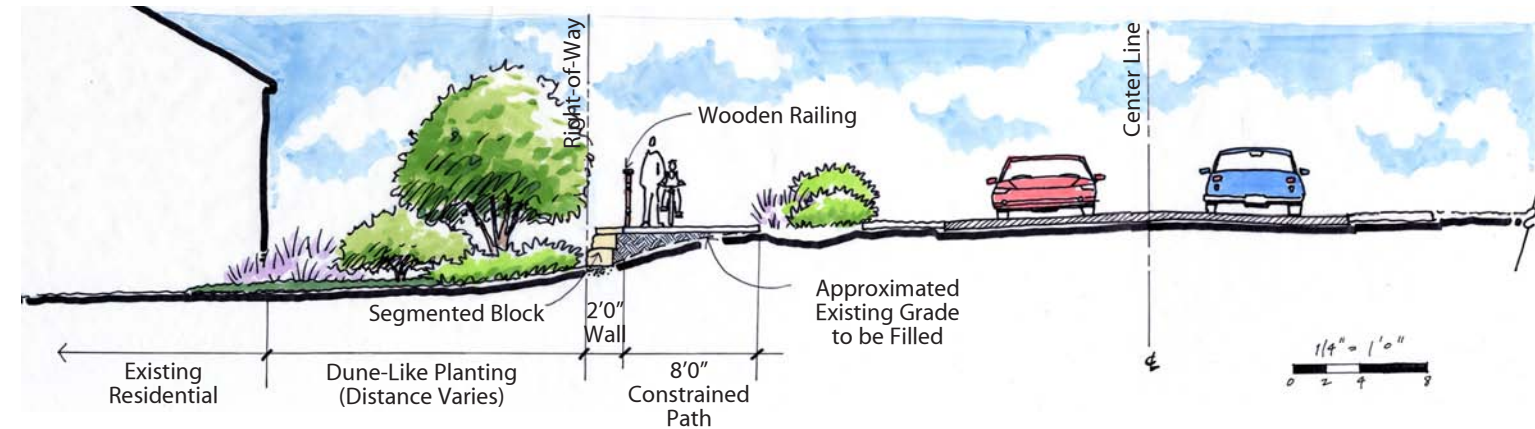 Right-of-Way
Center Line
Wooden Railing
Segmented Block
2'0"
Wall
Approximated
Existing Grade
to be Filled
Existing
Residential
Dune-Like Planting
(Distance Varies)
8'0"
Constrained
Path
℄
1/4" = 1'0"
0 2 4 8